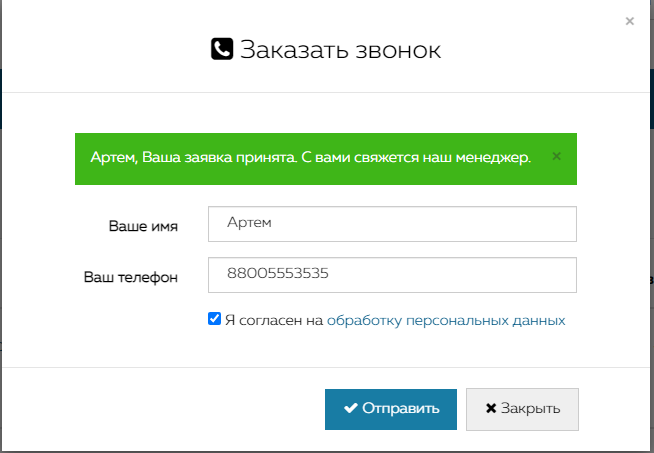 ×
Заказать звонок
Артем, Ваша заявка принята. С вами свяжется наш менеджер. ×
Ваше имя Артем
Ваш телефон 88005553535
Я согласен на обработку персональных данных
Отправить Закрыть